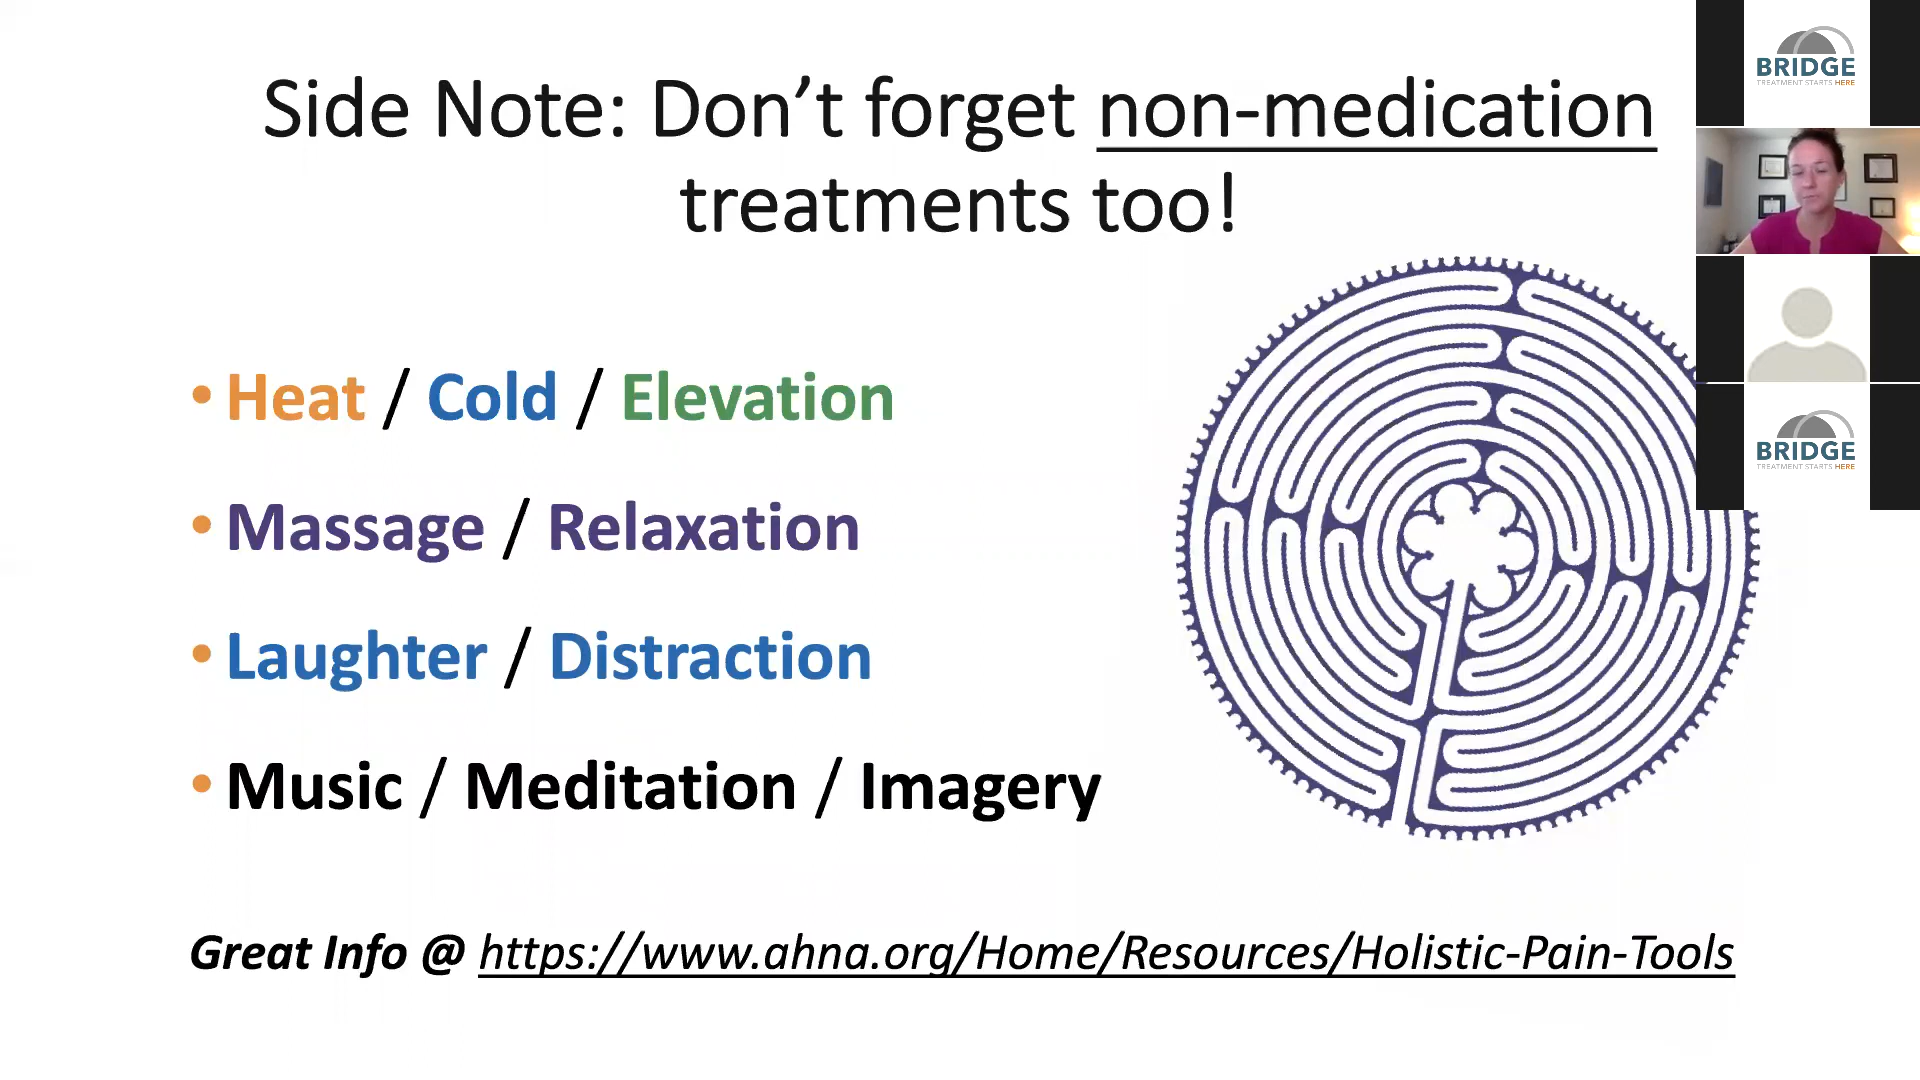 Side Note: Don’t forget non-medication
treatments too!
• Heat / Cold / Elevation
• Massage / Relaxation
• Laughter / Distraction
• Music / Meditation / Imagery
Great Info @ https://www.ahna.org/Home/Resources/Holistic-Pain-Tools
BRIDGE
TREATMENT STARTS HERE
BRIDGE
TREATMENT STARTS HERE